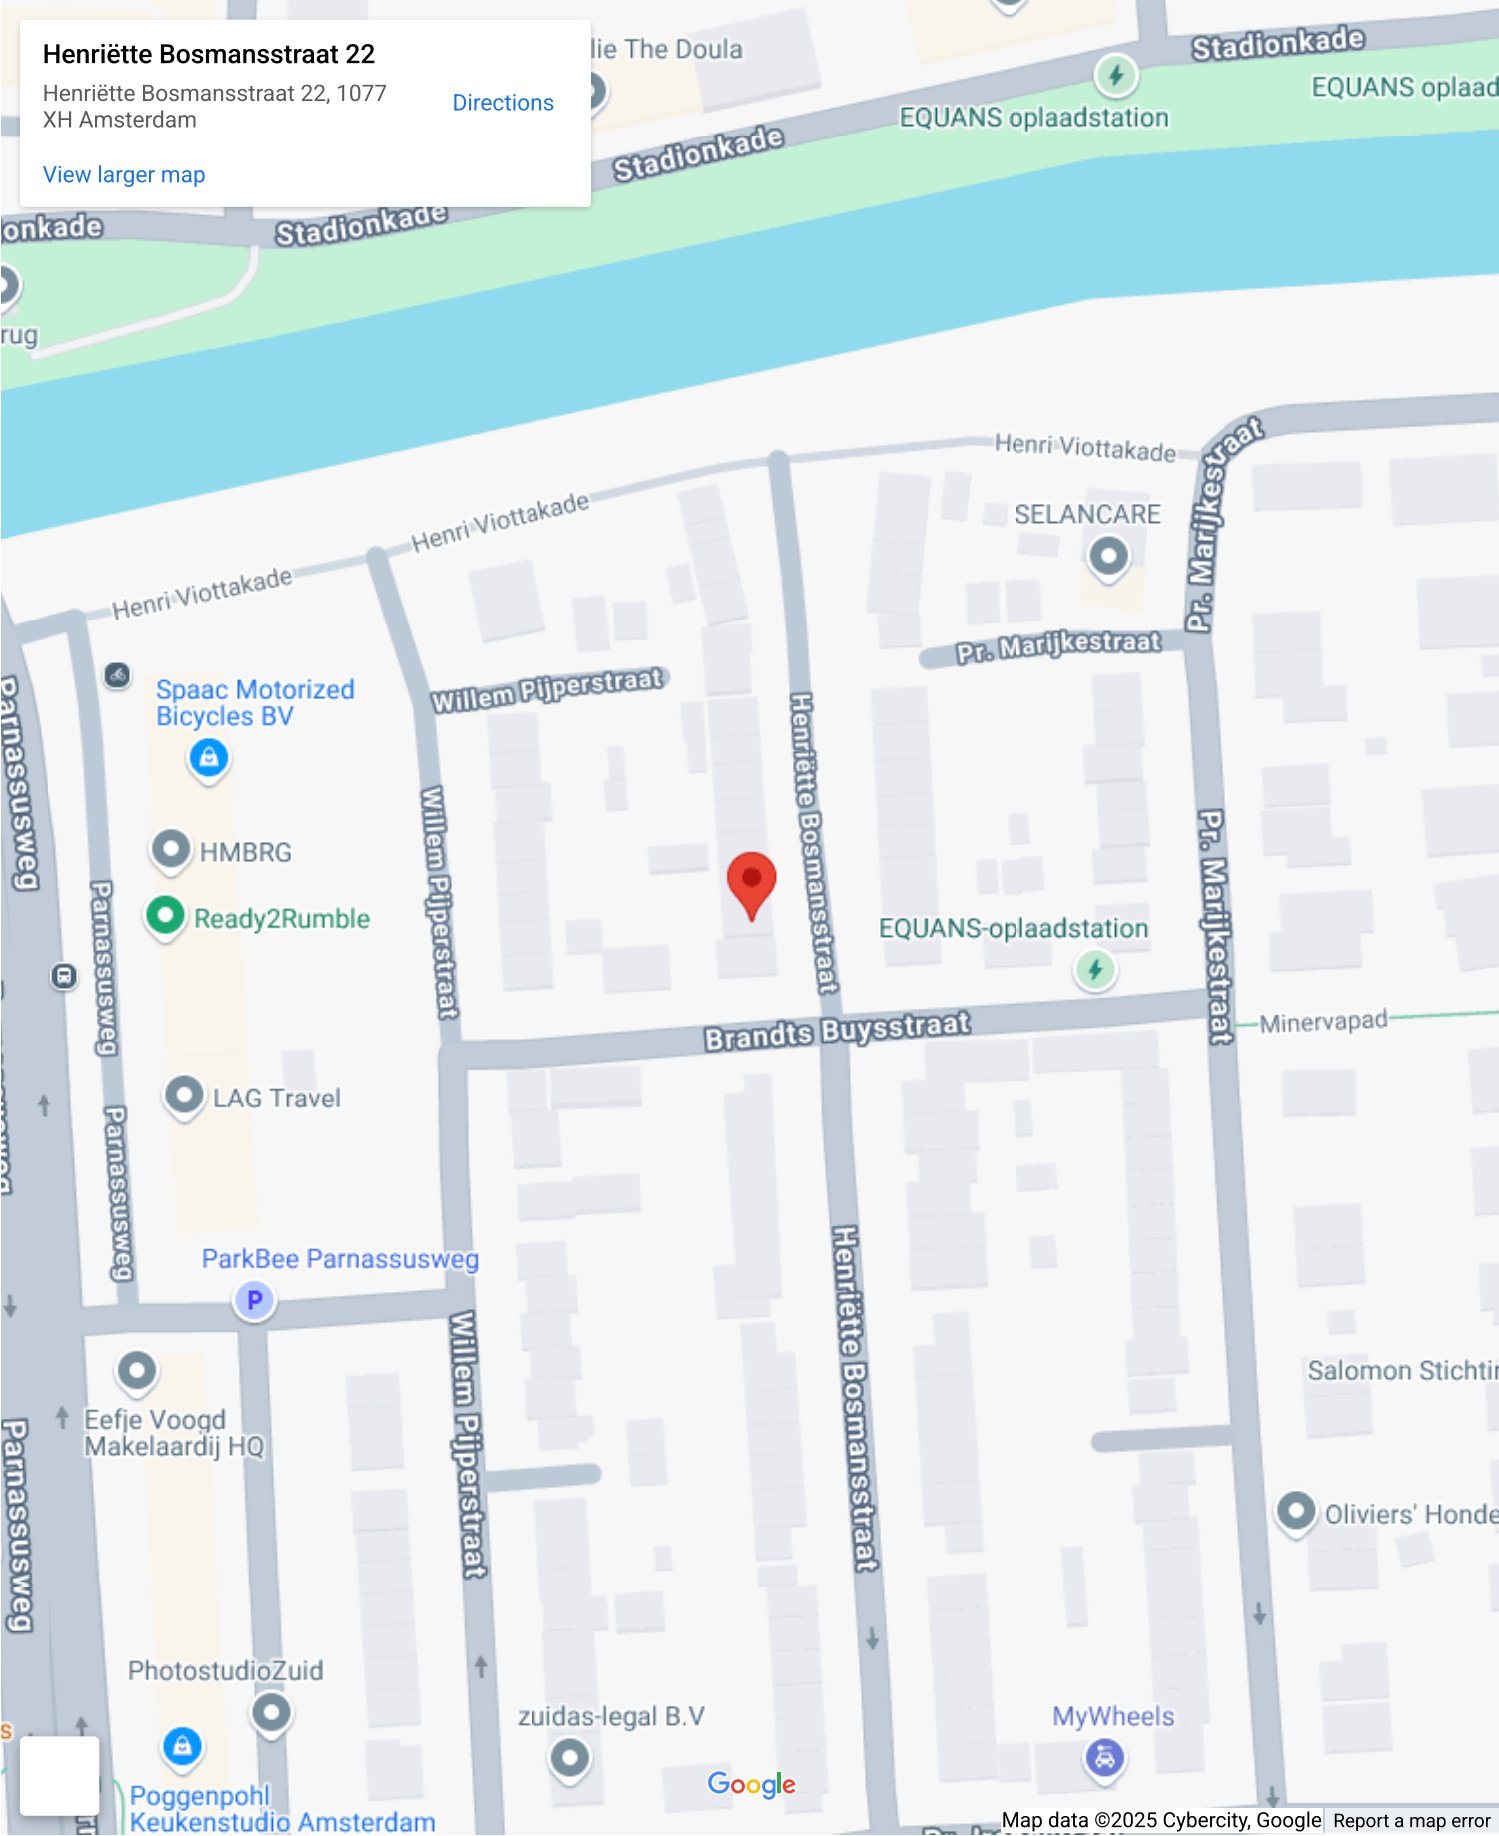 Henriëtte Bosmansstraat 22
Henriëtte Bosmansstraat 22, 1077
XH Amsterdam
Directions
View larger map
lie The Doula
Stadionkade
EQUANS oplaad
EQUANS oplaadstation
Stadionkade
onkade
Stadionkade
rug
Henri Viottakade
Pr. Marijkestraat
Henri Viottakade
SELANCARE
Henri Viottakade
Pr. Marijkestraat
Willem Pijperstraat
Spaac Motorized
Bicycles BV
Parnassusweg
Henriëtte Bosmansstraat
Willem Pijperstraat
HMBRG
Pr. Marijkestraat
Ready2Rumble
EQUANS-oplaadstation
Parnassusweg
Brandts Buysstraat
Minervapad
LAG Travel
Parnassusweg
ParkBee Parnassusweg
P
Henriëtte Bosmansstraat
Willem Pijperstraat
Salomon Stichtin
Eefje Voogd
Makelaardij HQ
Parnassusweg
Oliviers' Honde
PhotostudioZuid
zuidas-legal B.V
MyWheels
s
Poggenpohl
Keukenstudio Amsterdam
Google
Map data ©2025 Cybercity, Google
Report a map error